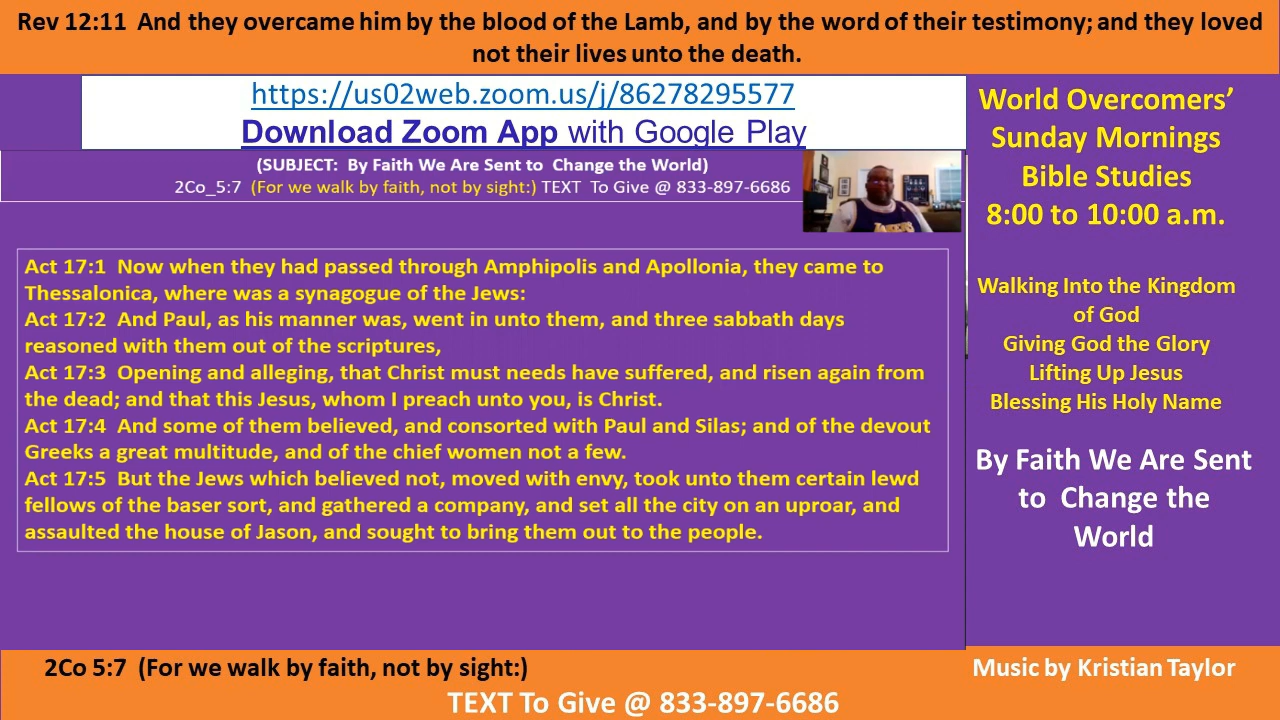 Rev 12:11 And they overcame him by the blood of the Lamb, and by the word of their testimony; and they loved
not their lives unto the death.
https://us02web.zoom.us/j/86278295577
Download Zoom App with Google Play
(SUBJECT: By Faith We Are Sent to Change the World)
2Co_5:7 (For we walk by faith, not by sight:) TEXT To Give @ 833-897-6686
Act 17:1 Now when they had passed through Amphipolis and Apollonia, they came to
Thessalonica, where was a synagogue of the Jews:
Act 17:2 And Paul, as his manner was, went in unto them, and three sabbath days
reasoned with them out of the scriptures,
Act 17:3 Opening and alleging, that Christ must needs have suffered, and risen again from
the dead; and that this Jesus, whom I preach unto you, is Christ.
Act 17:4 And some of them believed, and consorted with Paul and Silas; and of the devout
Greeks a great multitude, and of the chief women not a few.
Act 17:5 But the Jews which believed not, moved with envy, took unto them certain lewd
fellows of the baser sort, and gathered a company, and set all the city on an uproar, and
assaulted the house of Jason, and sought to bring them out to the people.
World Overcomers’
Sunday Mornings
Bible Studies
8:00 to 10:00 a.m.
Walking Into the Kingdom
of God
Giving God the Glory
Lifting Up Jesus
Blessing His Holy Name
By Faith We Are Sent
to Change the
World
2Co 5:7 (For we walk by faith, not by sight:)
Music by Kristian Taylor
TEXT To Give @ 833-897-6686